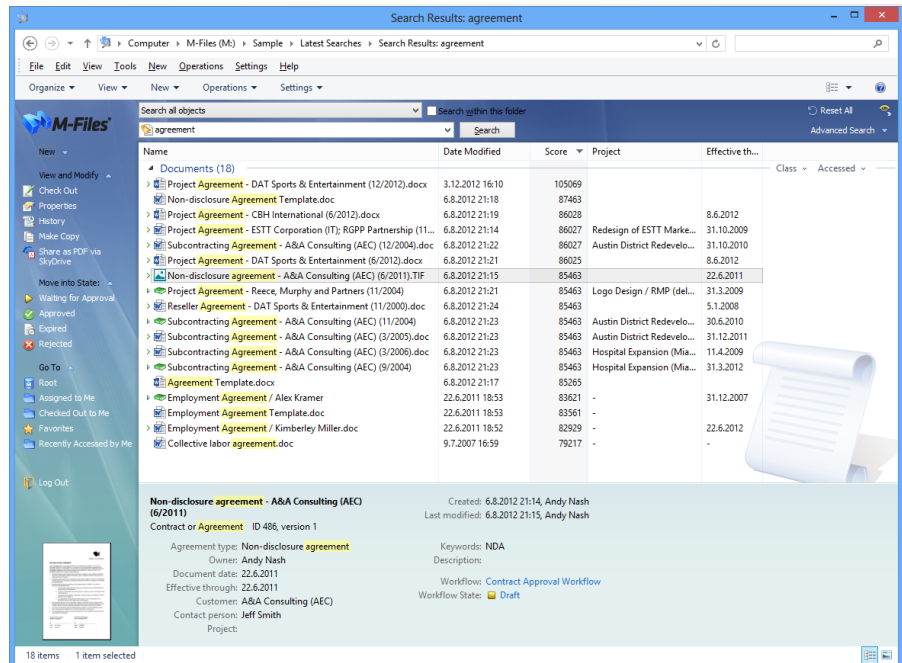 Search Results: agreement
Computer M-Files (M:) Sample Latest Searches Search Results: agreement
File Edit View Tools New Operations Settings Help
Organize View New Operations Settings
Search all objects Search within this folder Reset All
M-Files
agreement Search Advanced Search
New
Name Date Modified Score Project Effective th...
Documents (18) Class Accessed
View and Modify
Check Out
Properties
History
Make Copy
Share as PDF via
SkyDrive
Move into State:
Waiting for Approval
Approved
Expired
Rejected
Go To
Root
Assigned to Me
Checked Out to Me
Favorites
Recently Accessed by Me
Log Out
Project Agreement - DAT Sports & Entertainment (12/2012).docx 3.12.2012 16:10 105069
Non-disclosure Agreement Template.doc 6.8.2012 21:18 87463
Project Agreement - CBH International (6/2012).docx 6.8.2012 21:19 86028 8.6.2012
Project Agreement - ESTT Corporation (IT); RGPP Partnership (11... 6.8.2012 21:14 86027 Redesign of ESTT Marke... 31.10.2009
Subcontracting Agreement - A&A Consulting (AEC) (12/2004).doc 6.8.2012 21:22 86027 Austin District Redevelo... 31.10.2010
Project Agreement - DAT Sports & Entertainment (6/2012).docx 6.8.2012 21:21 86025 8.6.2012
Non-disclosure agreement - A&A Consulting (AEC) (6/2011).TIF 6.8.2012 21:15 85463 22.6.2011
Project Agreement - Reece, Murphy and Partners (11/2004) 6.8.2012 21:21 85463 Logo Design / RMP (del... 31.3.2009
Reseller Agreement - DAT Sports & Entertainment (11/2000).doc 6.8.2012 21:24 85463 5.1.2008
Subcontracting Agreement - A&A Consulting (AEC) (11/2004) 6.8.2012 21:23 85463 Austin District Redevelo... 30.6.2010
Subcontracting Agreement - A&A Consulting (AEC) (3/2005).doc 6.8.2012 21:23 85463 Austin District Redevelo... 31.12.2011
Subcontracting Agreement - A&A Consulting (AEC) (3/2006).doc 6.8.2012 21:23 85463 Hospital Expansion (Mia... 11.4.2009
Subcontracting Agreement - A&A Consulting (AEC) (9/2004) 6.8.2012 21:23 85463 Hospital Expansion (Mia... 31.3.2012
Agreement Template.docx 6.8.2012 21:17 85265
Employment Agreement / Alex Kramer 22.6.2011 18:53 83621 - 31.12.2007
Employment Agreement Template.doc 22.6.2011 18:53 83561 -
Employment Agreement / Kimberley Miller.doc 22.6.2011 18:52 82929 - 22.6.2012
Collective labor agreement.doc 9.7.2007 16:59 79217 - -
Non-disclosure agreement - A&A Consulting (AEC)
(6/2011)
Contract or Agreement ID 486, version 1
Created: 6.8.2012 21:14, Andy Nash
Last modified: 6.8.2012 21:15, Andy Nash
Agreement type: Non-disclosure agreement
Owner: Andy Nash
Document date: 22.6.2011
Effective through: 22.6.2011
Customer: A&A Consulting (AEC)
Contact person: Jeff Smith
Project:
Keywords: NDA
Description:
Workflow: Contract Approval Workflow
Workflow State: Draft
18 items 1 item selected